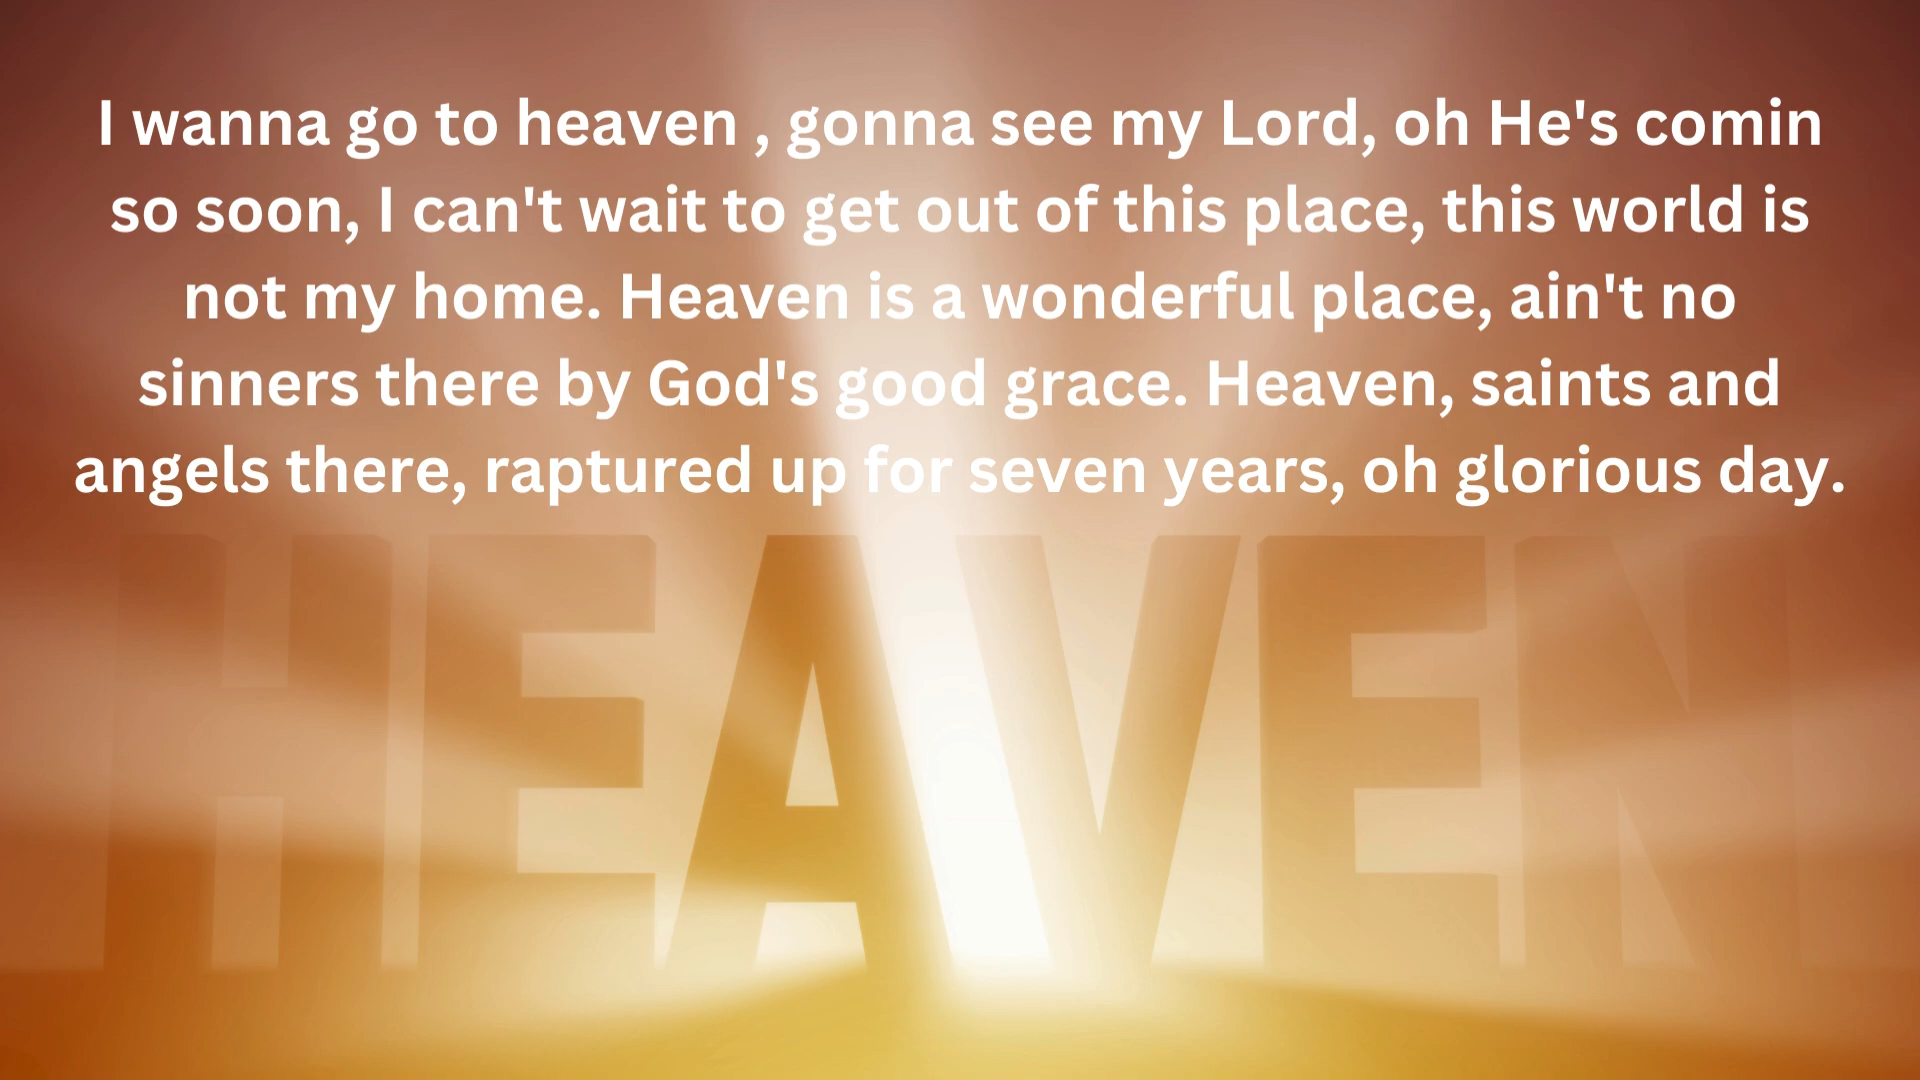 I wanna go to heaven , gonna see my Lord, oh He's comin
so soon, I can't wait to get out of this place, this world is
not my home. Heaven is a wonderful place, ain't no
sinners there by God's good grace. Heaven, saints and
angels there, raptured up for seven years, oh glorious day.
HEAVEN